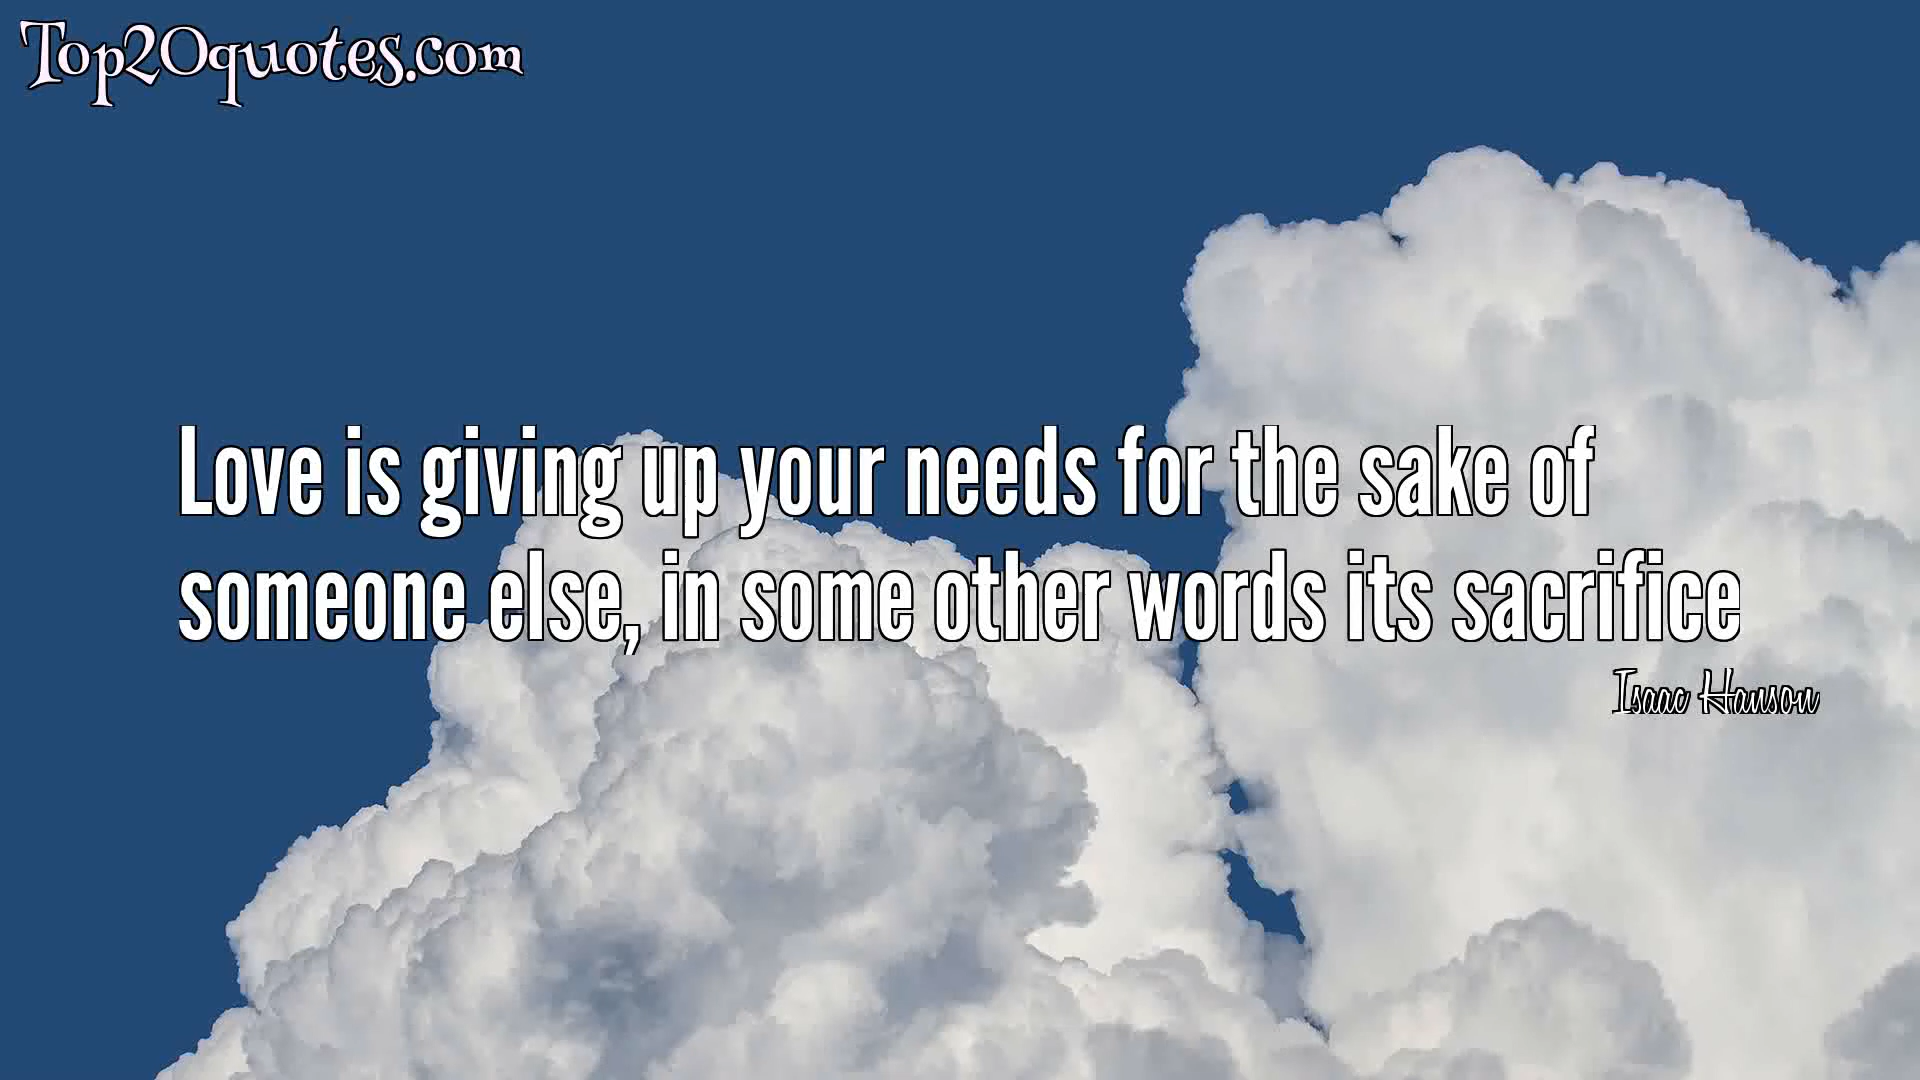 Top20quotes.com
Love is giving up your needs for the sake of
someone else, in some other words its sacrifice
Isaac Hanson